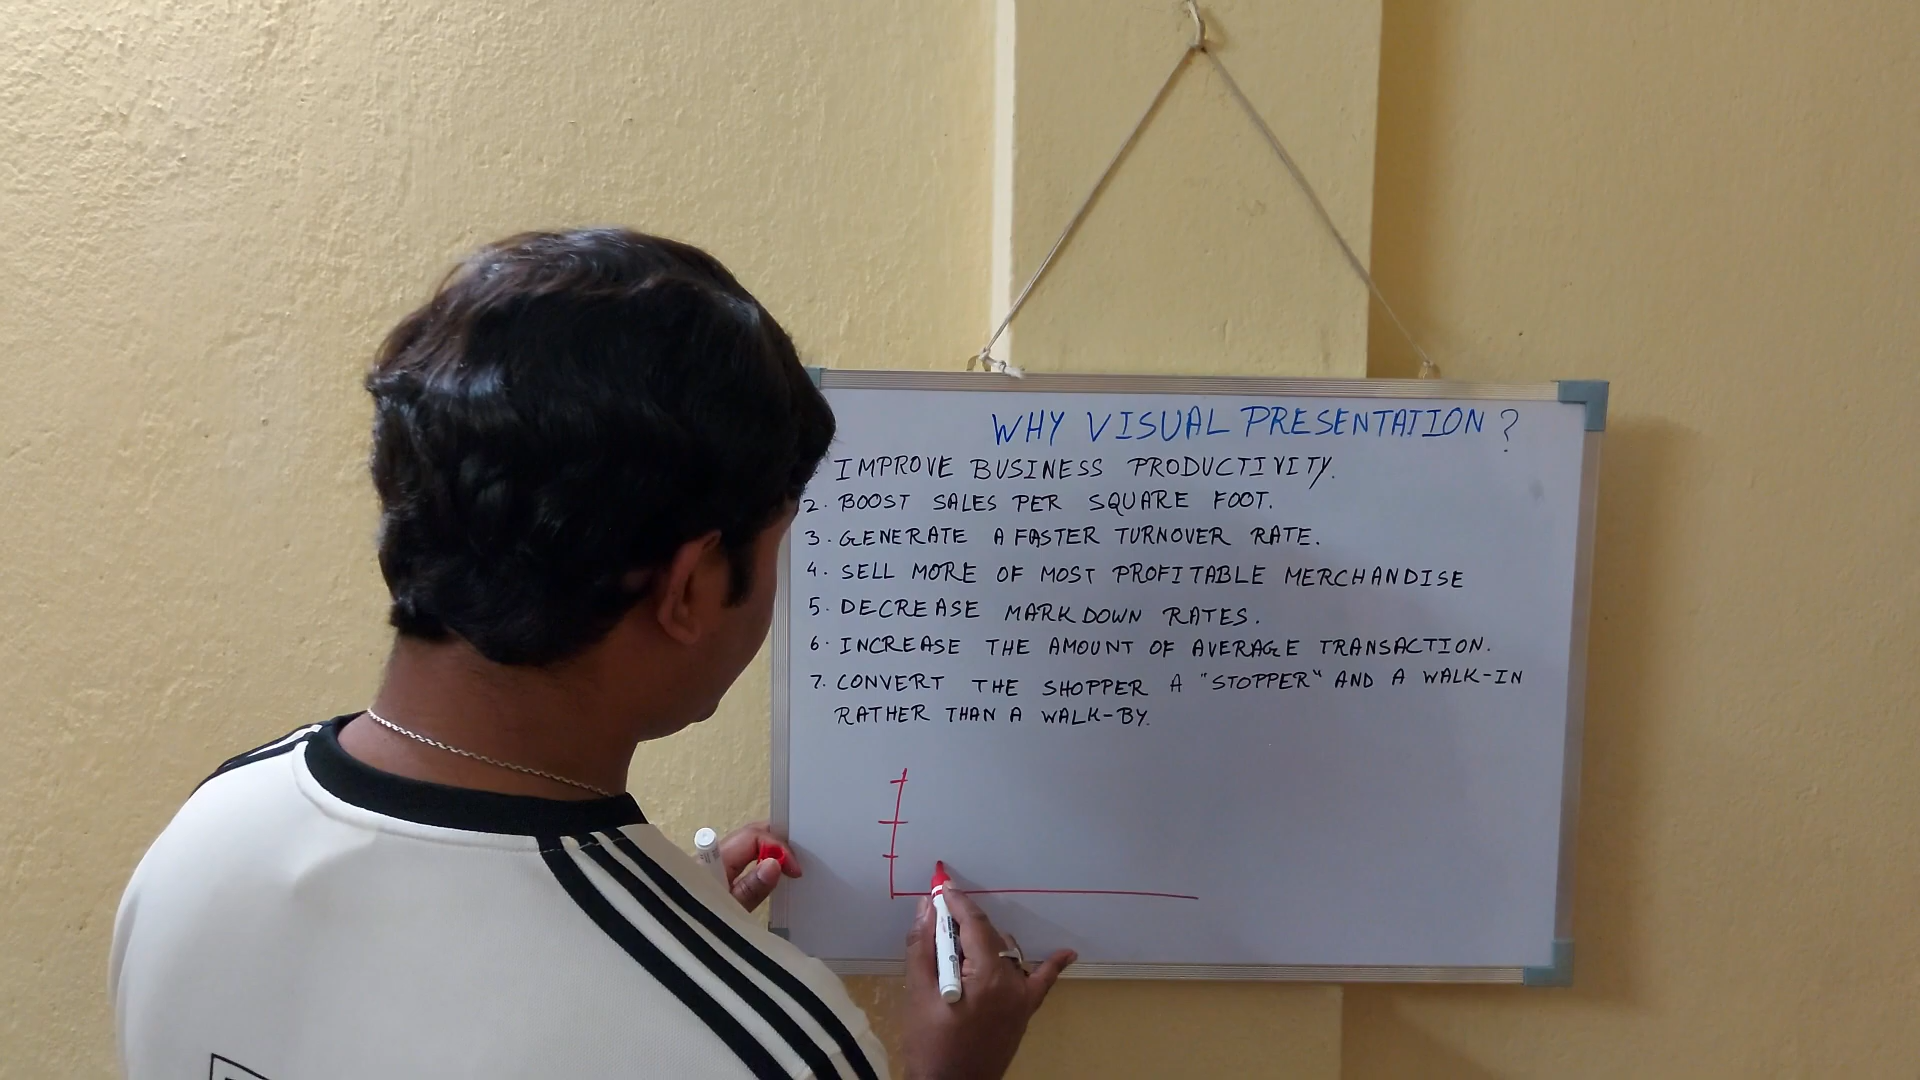 WHY VISUAL PRESENTATION ?
IMPROVE BUSINESS PRODUCTIVITY.
2. BOOST SALES PER SQUARE FOOT.
3. GENERATE A FASTER TURNOVER RATE.
4. SELL MORE OF MOST PROFITABLE MERCHANDISE
5. DECREASE MARKDOWN RATES.
6. INCREASE THE AMOUNT OF AVERAGE TRANSACTION.
7. CONVERT THE SHOPPER A "STOPPER" AND A WALK-IN
RATHER THAN A WALK-BY.